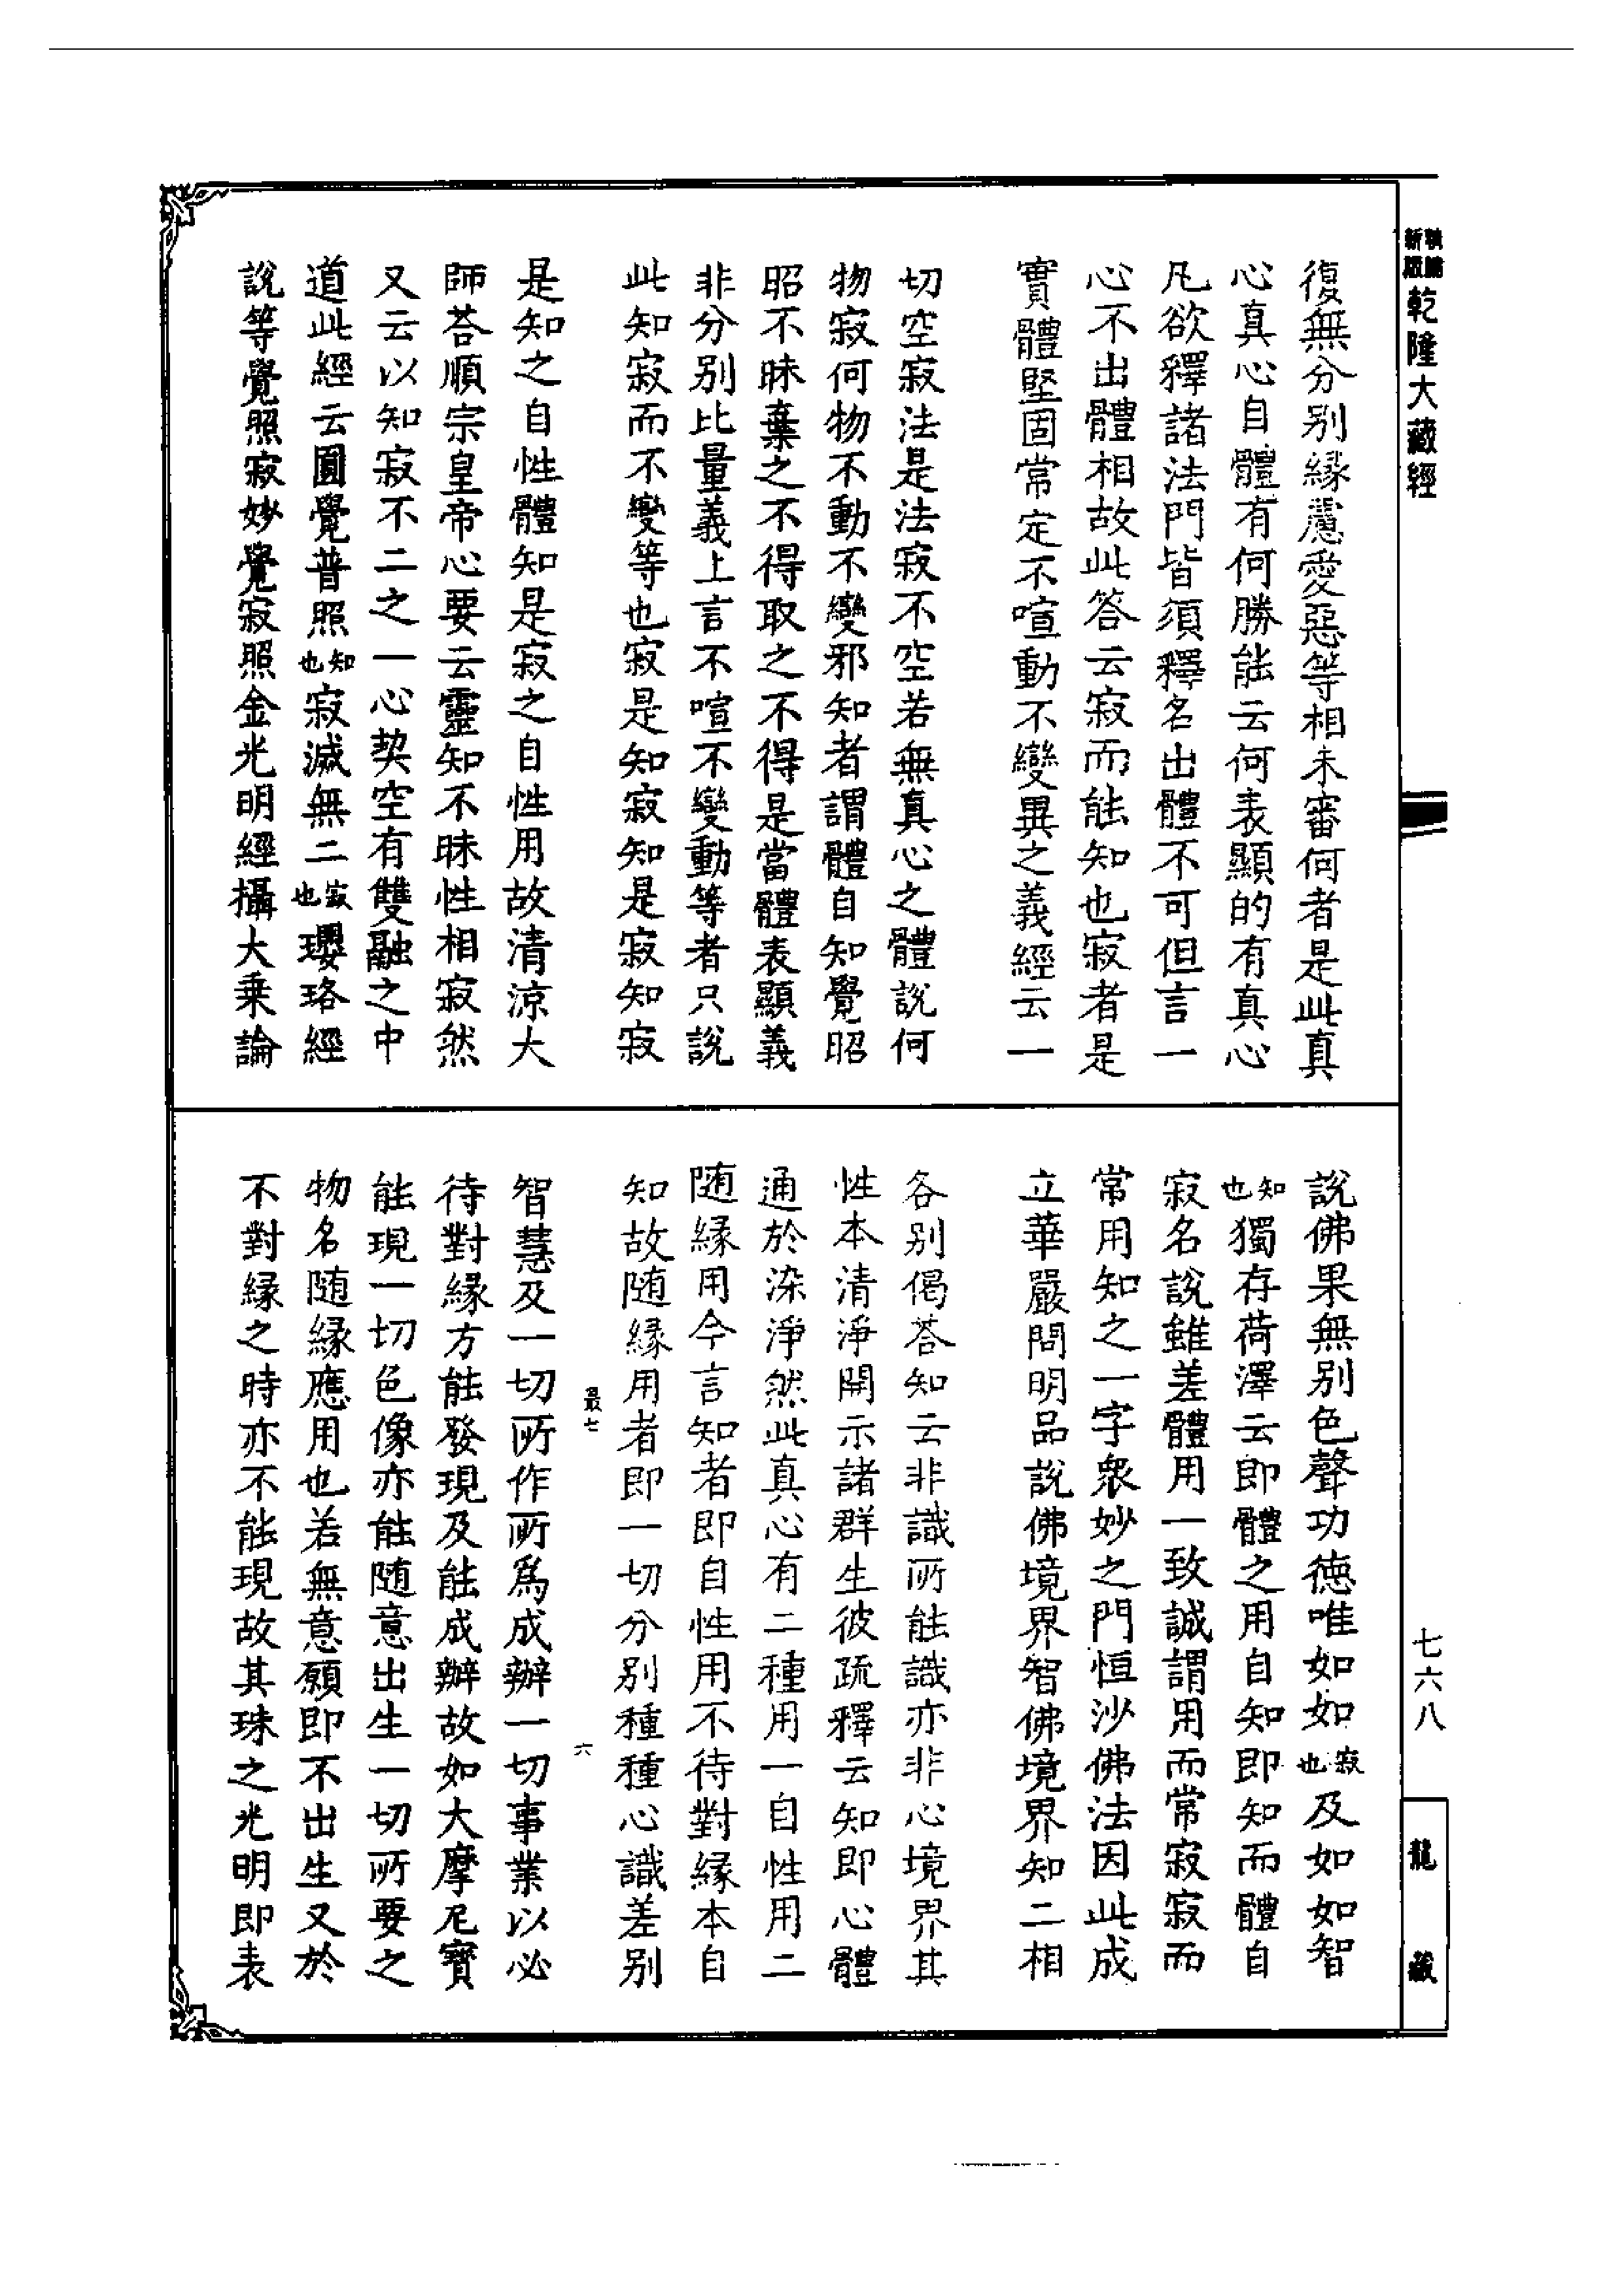 新版
乾隆大藏經
七六八
龍藏
復無分別緣慮愛惡等相未審何者是此真
心真心自體有何勝能云何表顯的有真心
凡欲釋諸法門皆須釋名出體不可但言一
心不出體相故此答云寂而能知也寂者是
實體堅固常定不喧動不變異之義經云一
切空寂法是法寂不空若無真心之體說何
物寂何物不動不變邪知者謂體自知覺昭
昭不昧棄之不得取之不得是當體表顯義
非分別比量義上言不喧不變動等者只說
此知寂而不變等也寂是知寂知是寂知寂
是知之自性體知是寂之自性用故清涼大
師荅順宗皇帝心要云靈知不昧性相寂然
又云以知寂不二之一心契空有雙融之中
道此經云圓覺普照知也寂滅無二寂也瓔珞經
說等覺照寂妙覺寂照金光明經攝大乘論
說佛果無別色聲功德唯如如寂也及如如智
知也獨存荷澤云即體之用自知即知而體自
寂名說雖差體用一致誠謂用而常寂寂而
常用知之一字眾妙之門恒沙佛法因此成
立華嚴問明品說佛境界智佛境界知二相
各別偈荅知云非識所能識亦非心境界其
性本清淨開示諸群生彼疏釋云知即心體
通於染淨然此真心有二種用一自性用二
隨緣用今言知者即自性用不待對緣本自
知故隨緣用者即一切分別種種心識差別
最七 六
智慧及一切所作所為成辦一切事業以必
待對緣方能發現及能成辦故如大摩尼寶
能現一切色像亦能隨意出生一切所要之
物名隨緣應用也若無意願即不出生又於
不對緣之時亦不能現故其珠之光明即表